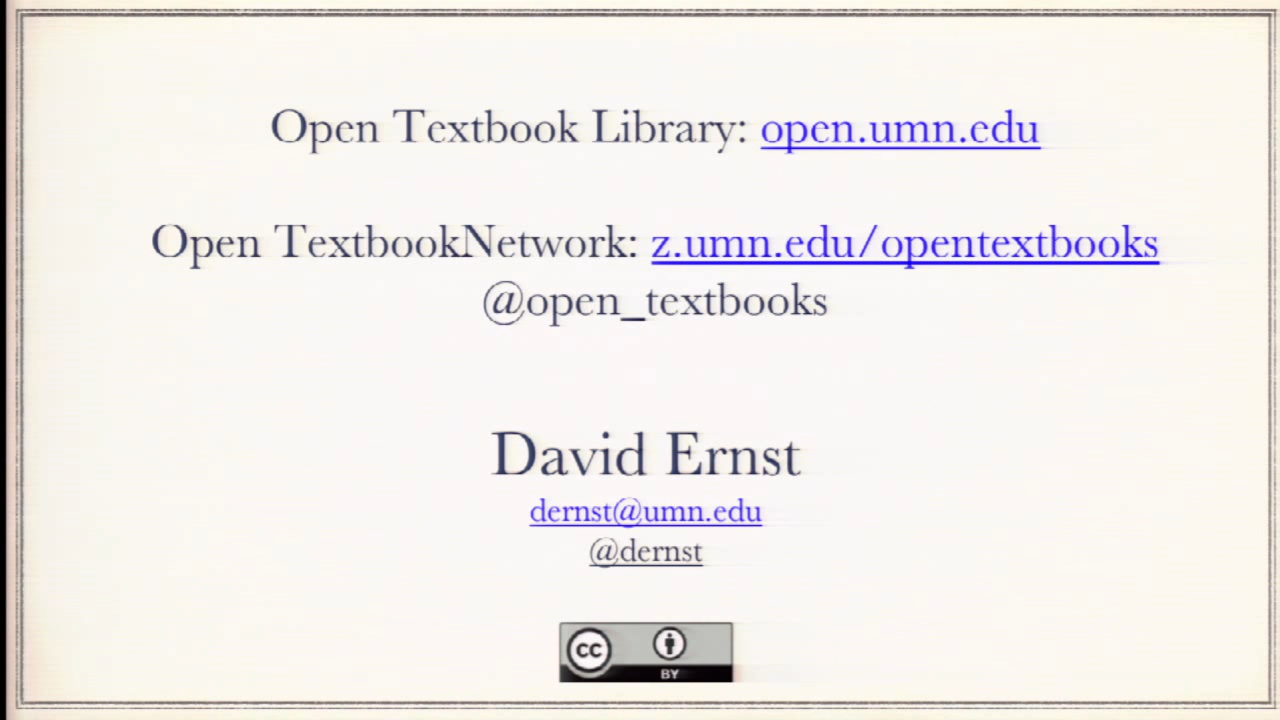 Open Textbook Library: open.umn.edu
Open TextbookNetwork: z.umn.edu/opentextbooks
@open_textbooks
David Ernst
dernst@umn.edu
@dernst
CC
BY